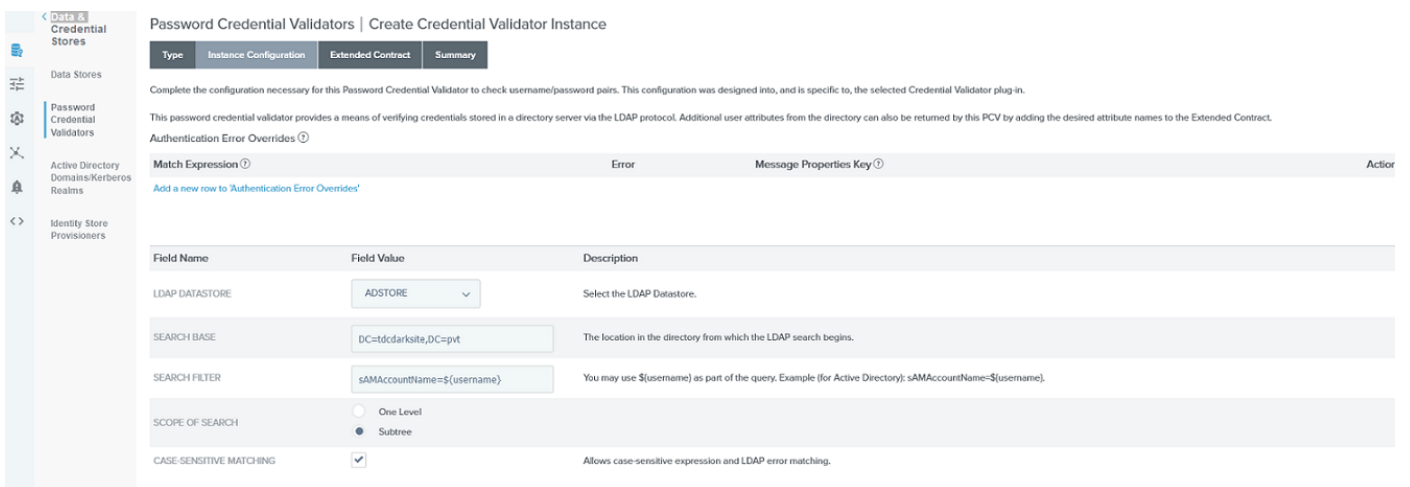 Data &
Credential
Stores
Data Stores
Password
Credential
Validators
Active Directory
Domains/Kerberos
Realms
Identity Store
Provisioners
Password Credential Validators | Create Credential Validator Instance
Type Instance Configuration Extended Contract Summary
Complete the configuration necessary for this Password Credential Validator to check username/password pairs. This configuration was designed into, and is specific to, the selected Credential Validator plug-in.
This password credential validator provides a means of verifying credentials stored in a directory server via the LDAP protocol. Additional user attributes from the directory can also be returned by this PCV by adding the desired attribute names to the Extended Contract.
Authentication Error Overrides ?
Match Expression ? Error Message Properties Key ? Action
Add a new row to 'Authentication Error Overrides'
Field Name Field Value Description
LDAP DATASTORE ADSTORE Select the LDAP Datastore.
SEARCH BASE DC=tdcdarksite,DC=pvt The location in the directory from which the LDAP search begins.
SEARCH FILTER sAMAccountName=${username} You may use ${username} as part of the query. Example (for Active Directory): sAMAccountName=${username}.
SCOPE OF SEARCH One Level
Subtree
CASE-SENSITIVE MATCHING Allows case-sensitive expression and LDAP error matching.